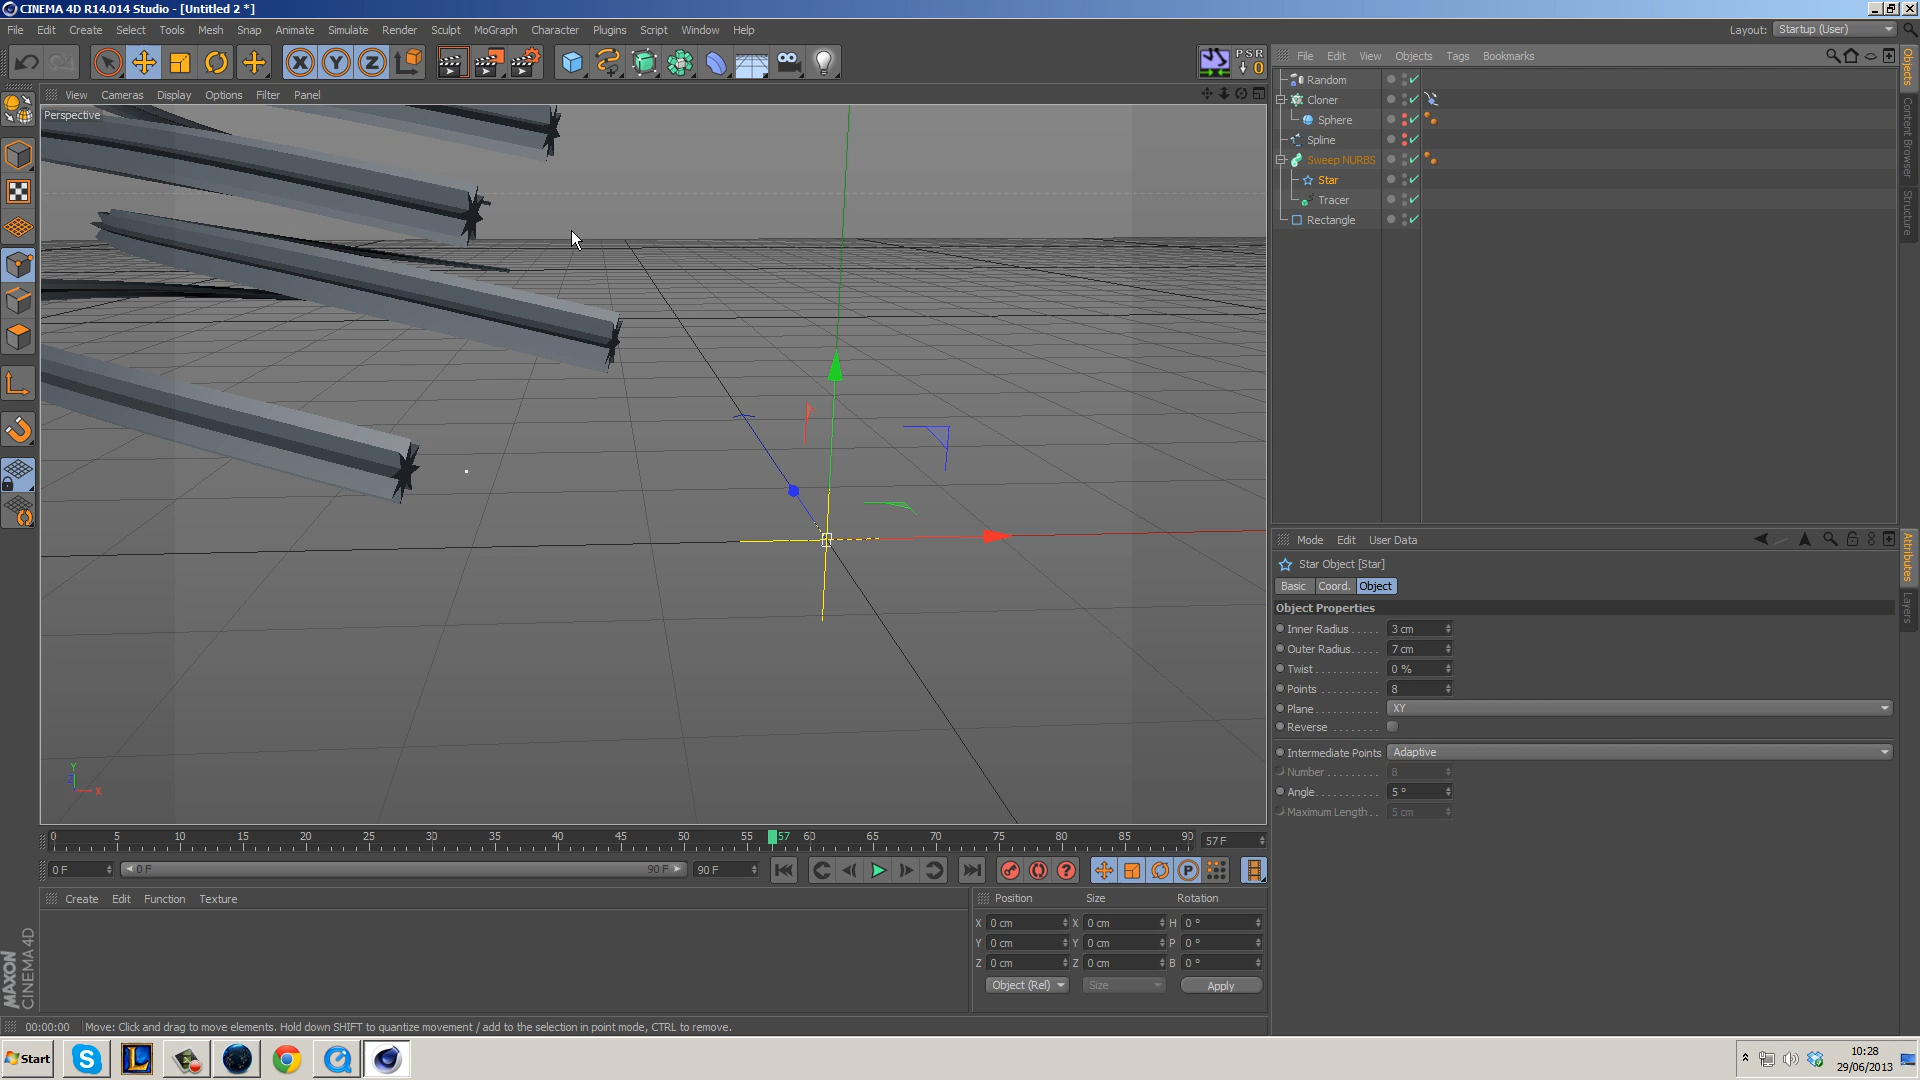 CINEMA 4D R14.014 Studio - [Untitled 2 *]
File Edit Create Select Tools Mesh Snap Animate Simulate Render Sculpt MoGraph Character Plugins Script Window Help
Layout: Startup (User)
PSR
0
File Edit View Objects Tags Bookmarks
View Cameras Display Options Filter Panel
Perspective
Random
Cloner
Sphere
Spline
Sweep NURBS
Star
Tracer
Rectangle
Objects
Content Browser
Structure
Mode Edit User Data
Star Object [Star]
Basic Coord. Object
Object Properties
Inner Radius . . . . . 3 cm
Outer Radius. . . . . 7 cm
Twist . . . . . . . . . . . 0 %
Points . . . . . . . . . . 8
Plane . . . . . . . . . . . XY
Reverse . . . . . . . . .
Intermediate Points Adaptive
Number . . . . . . . . . 8
Angle. . . . . . . . . . . 5 °
Maximum Length. . . 5 cm
Attributes
Layers
Y
Z
X
0 5 10 15 20 25 30 35 40 45 50 55 57 60 65 70 75 80 85 90
57 F
0 F 0 F 90 F 90 F
Create Edit Function Texture
Position Size Rotation
X 0 cm X 0 cm H 0 °
Y 0 cm Y 0 cm P 0 °
Z 0 cm Z 0 cm B 0 °
Object (Rel) Size Apply
MAXON
CINEMA 4D
00:00:00 Move: Click and drag to move elements. Hold down SHIFT to quantize movement / add to the selection in point mode, CTRL to remove.
Start
10:28
29/06/2013